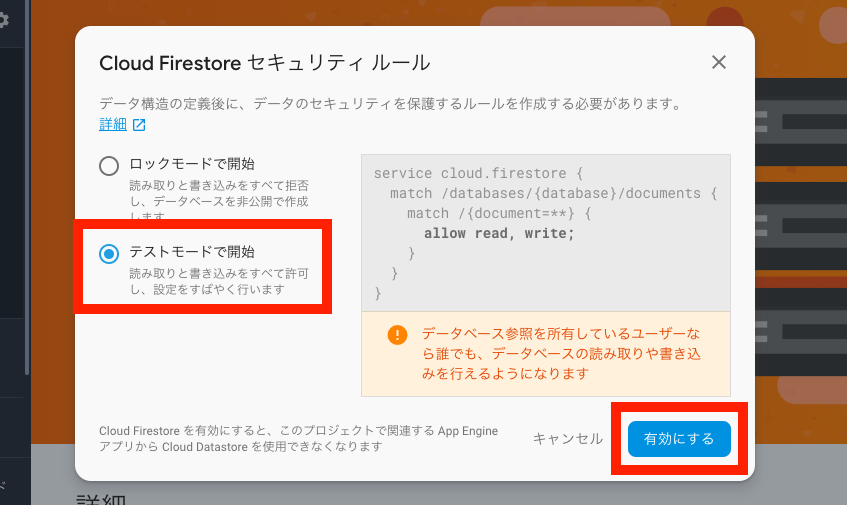 Cloud Firestore セキュリティ ルール
データ構造の定義後に、データのセキュリティを保護するルールを作成する必要があります。
詳細
ロックモードで開始
読み取りと書き込みをすべて拒否
し、データベースを非公開で作成
します
テストモードで開始
読み取りと書き込みをすべて許可
し、設定をすばやく行います
service cloud.firestore {
match /databases/{database}/documents {
match /{document=**} {
allow read, write;
}
}
}
データベース参照を所有しているユーザーなら誰でも、データベースの読み取りや書き込みを行えるようになります
Cloud Firestore を有効にすると、このプロジェクトで関連する App Engine
アプリから Cloud Datastore を使用できなくなります
キャンセル
有効にする
ド
詳細